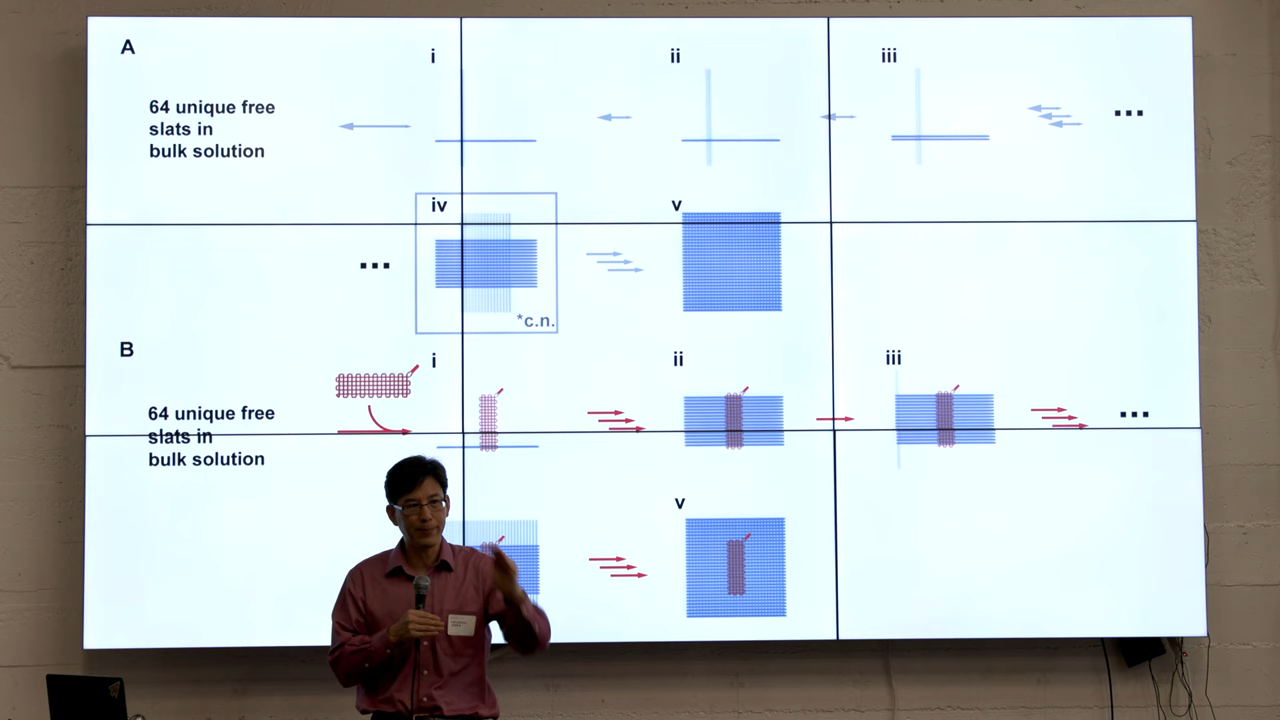 A
i
ii
iii
64 unique free
slats in
bulk solution
...
iv
v
...
*c.n.
B
i
ii
iii
64 unique free
slats in
bulk solution
...
v